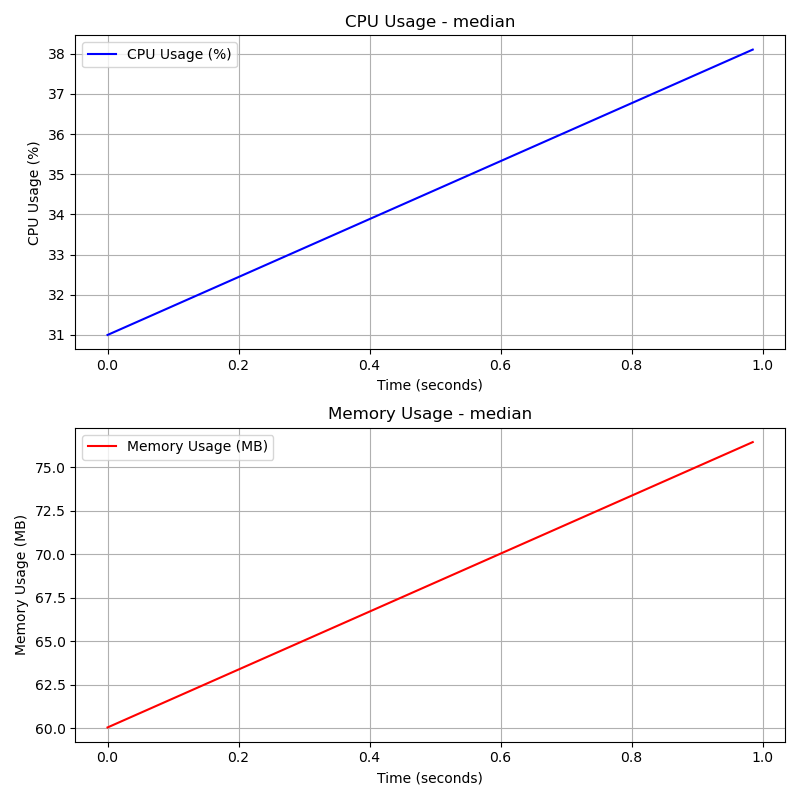 CPU Usage - median
CPU Usage (%)
38
37
36
35
34
33
32
31
CPU Usage (%)
0.0 0.2 0.4 0.6 0.8 1.0
Time (seconds)
Memory Usage - median
Memory Usage (MB)
75.0
72.5
70.0
67.5
65.0
62.5
60.0
Memory Usage (MB)
0.0 0.2 0.4 0.6 0.8 1.0
Time (seconds)